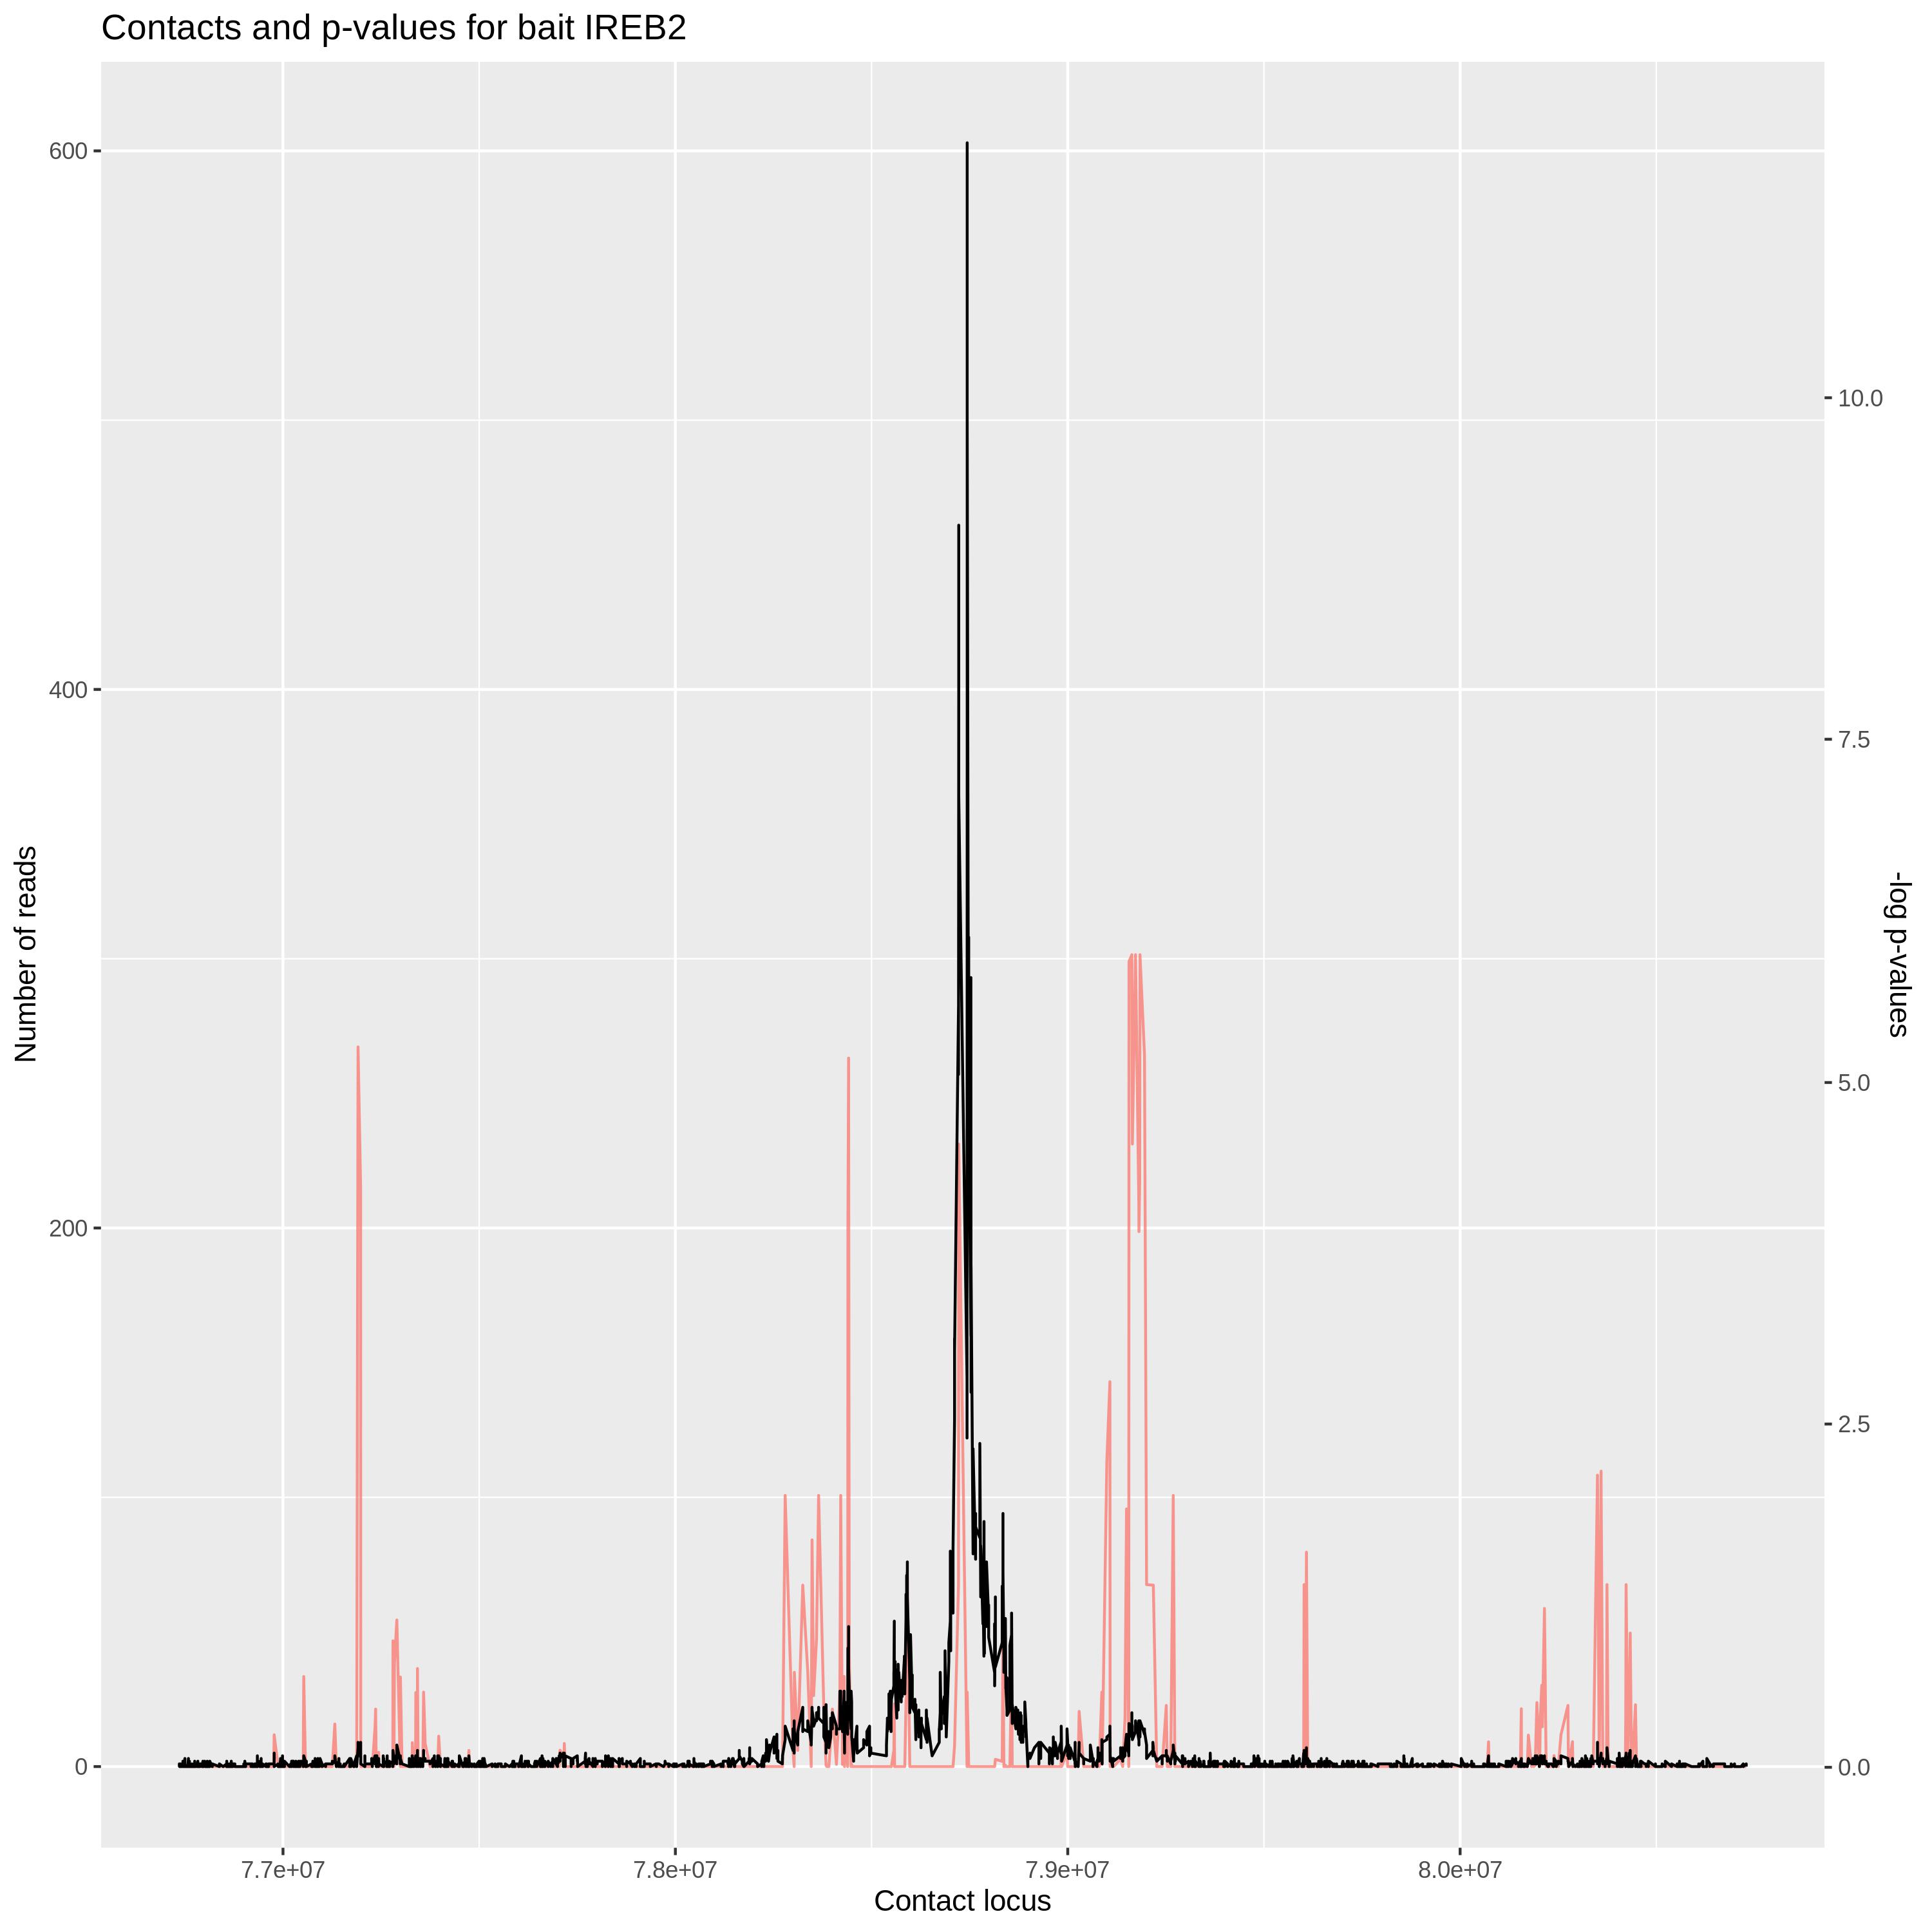 Contacts and p-values for bait IREB2
600
400
200
0
Number of reads
10.0
7.5
5.0
2.5
0.0
-log p-values
7.7e+07
7.8e+07
7.9e+07
8.0e+07
Contact locus